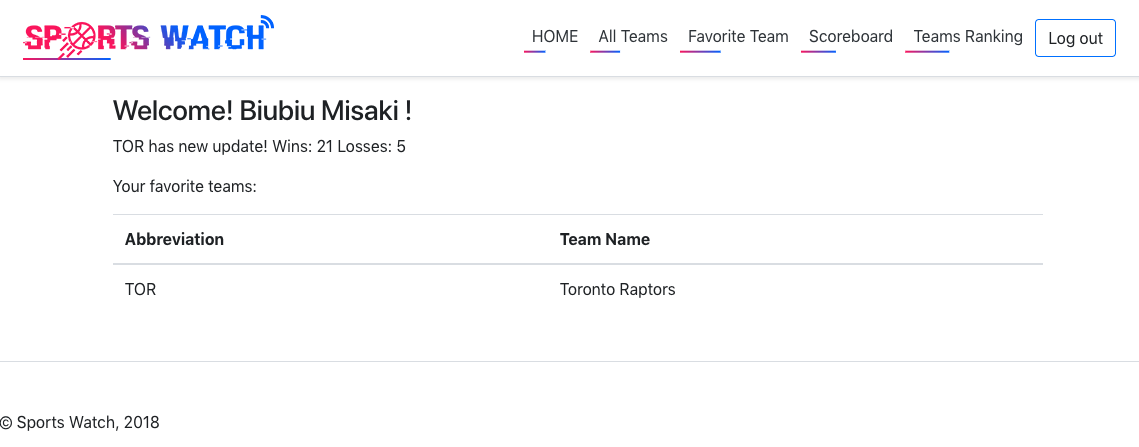 SPORTS WATCH
HOME All Teams Favorite Team Scoreboard Teams Ranking Log out
Welcome! Biubiu Misaki !
TOR has new update! Wins: 21 Losses: 5
Your favorite teams:
Abbreviation Team Name
TOR Toronto Raptors
© Sports Watch, 2018